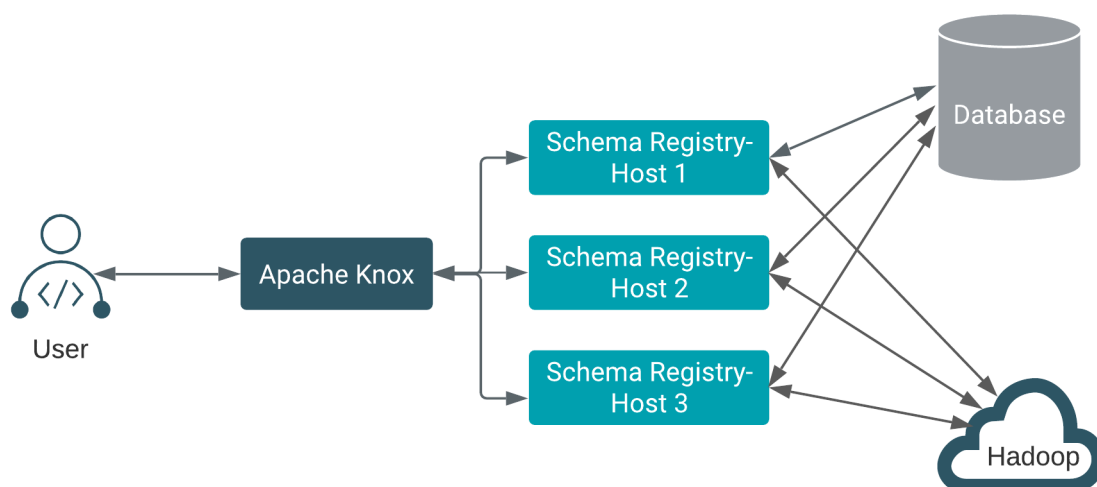 Database
Schema Registry-
Host 1
Schema Registry-
Host 2
Apache Knox
</>
User
Schema Registry-
Host 3
Hadoop